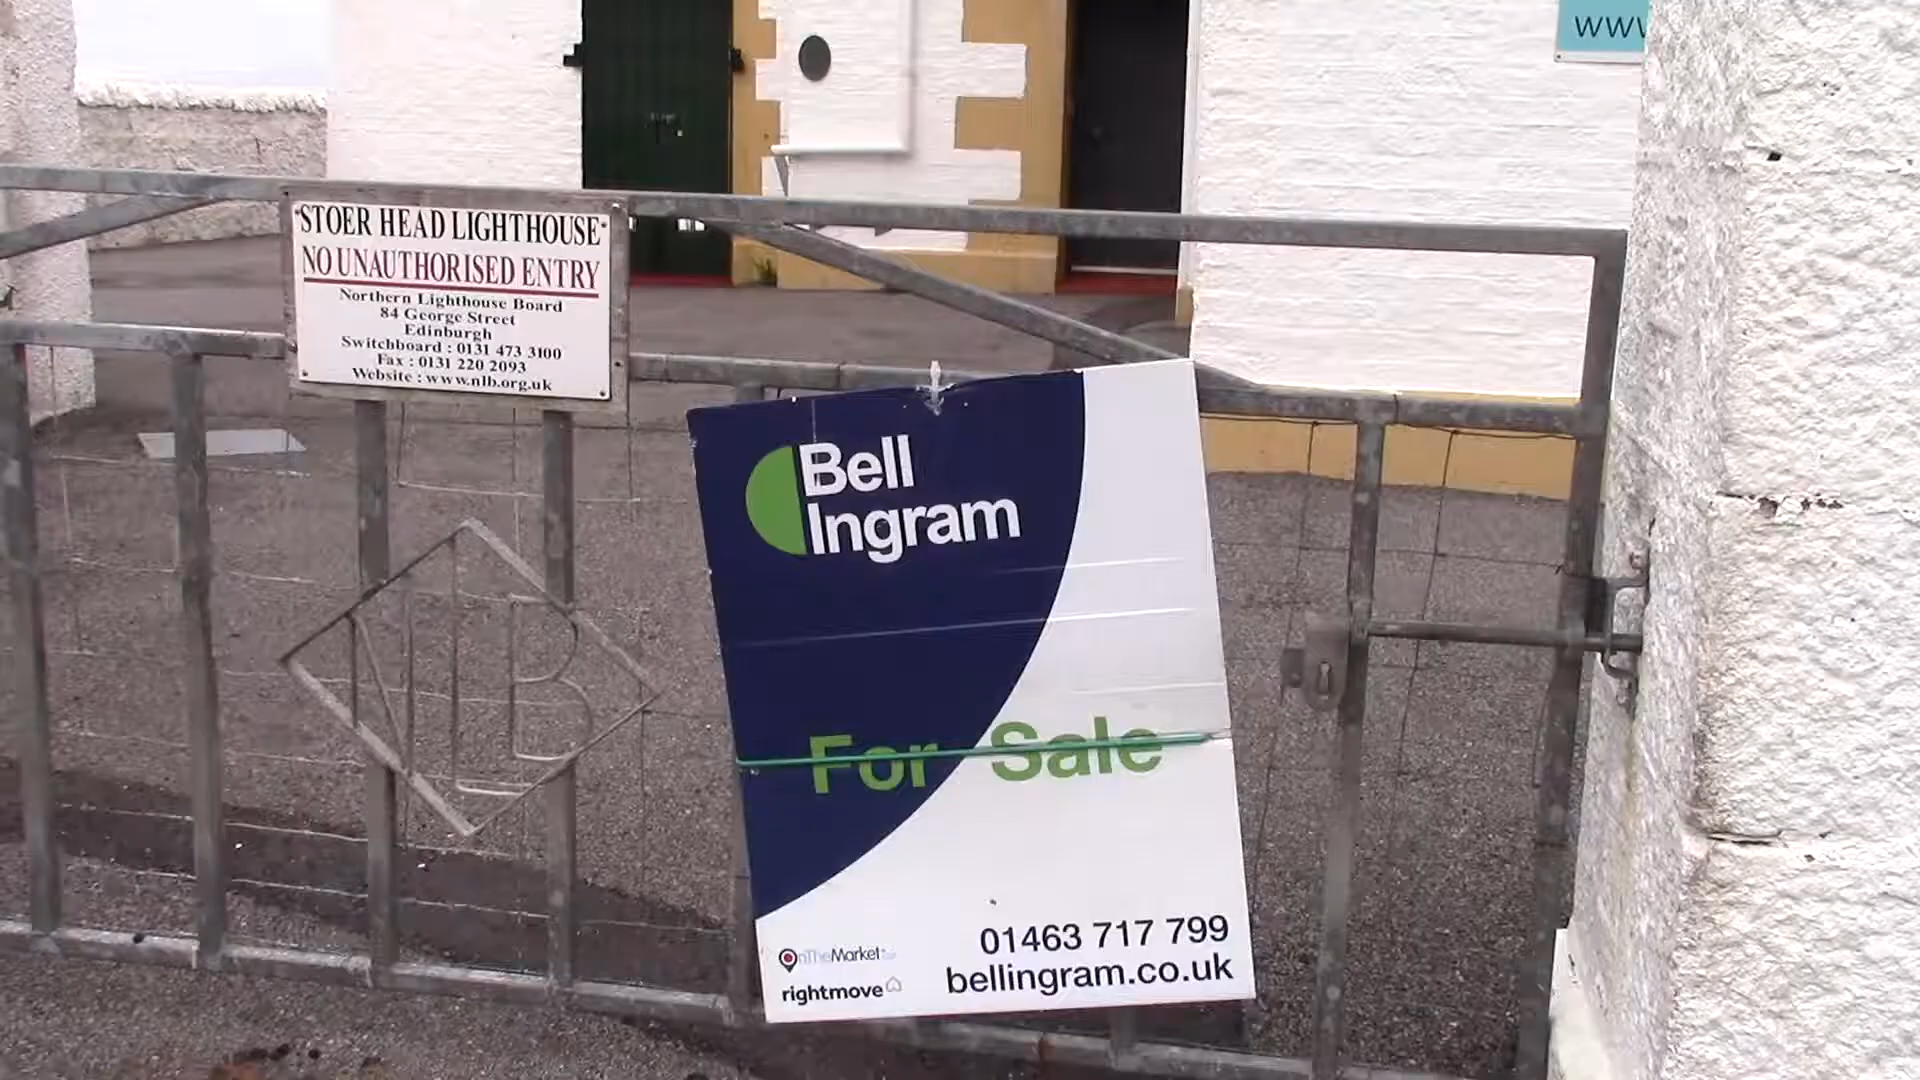 STOER HEAD LIGHTHOUSE
NO UNAUTHORISED ENTRY
Northern Lighthouse Board
84 George Street
Edinburgh
Switchboard : 0131 473 3100
Fax : 0131 220 2093
Website : www.nlb.org.uk
NLB
Bell
Ingram
For Sale
01463 717 799
bellingram.co.uk
OnTheMarket
rightmove